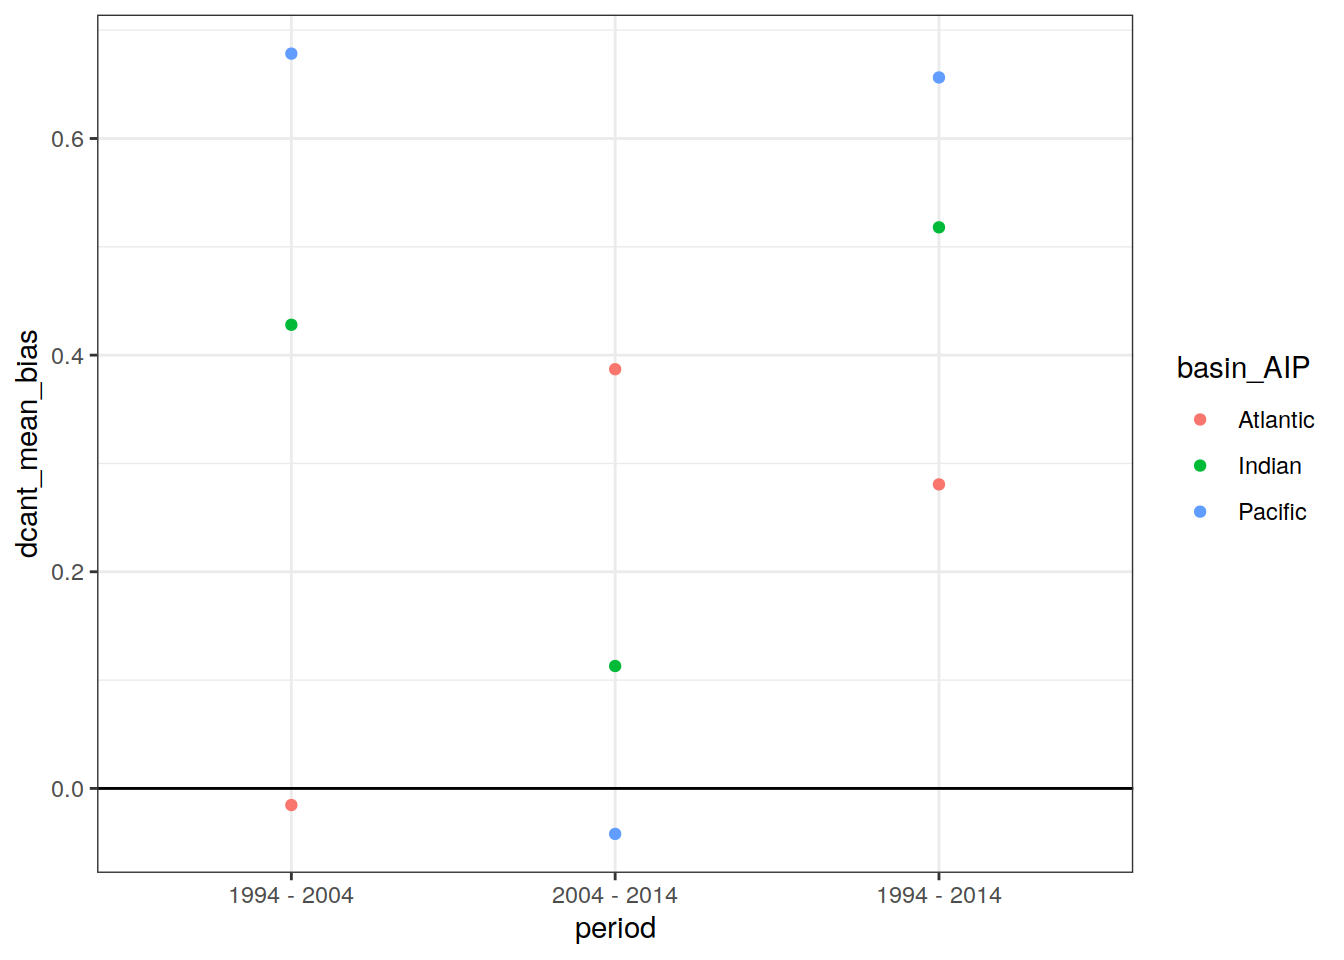 dcant_mean_bias
0.6
0.4
0.2
0.0
1994 - 2004
2004 - 2014
1994 - 2014
period
basin_AIP
Atlantic
Indian
Pacific